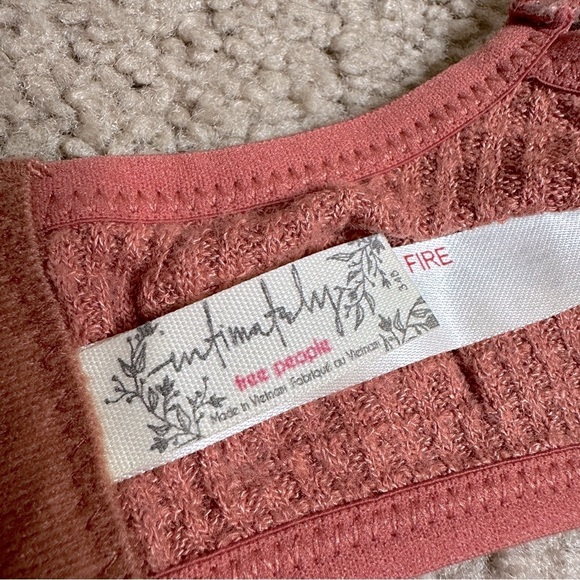 intimately
free people
Made in Vietnam Fabriqué au Vietnam
FIRE